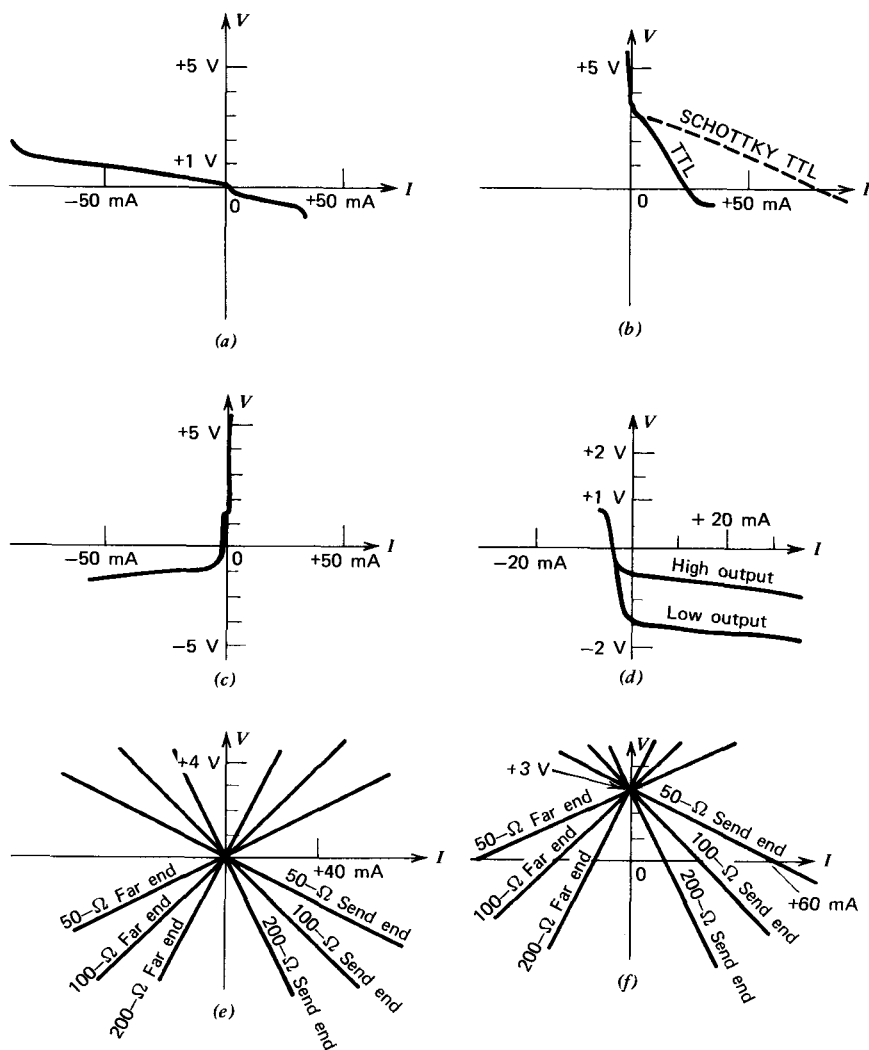 V
+5 V
+1 V
−50 mA
0
+50 mA
I
(a)
V
+5 V
SCHOTTKY TTL
TTL
0
+50 mA
I
(b)
V
+5 V
−50 mA
0
+50 mA
I
−5 V
(c)
V
+2 V
+1 V
+ 20 mA
−20 mA
I
High output
Low output
−2 V
(d)
V
+4 V
I
+40 mA
50–Ω Far end
100–Ω Far end
200–Ω Far end
50–Ω Send end
100–Ω Send end
200–Ω Send end
(e)
V
+3 V
50–Ω Far end
100–Ω Far end
200–Ω Far end
50–Ω Send end
100–Ω Send end
200–Ω Send end
I
0
+60 mA
(f)